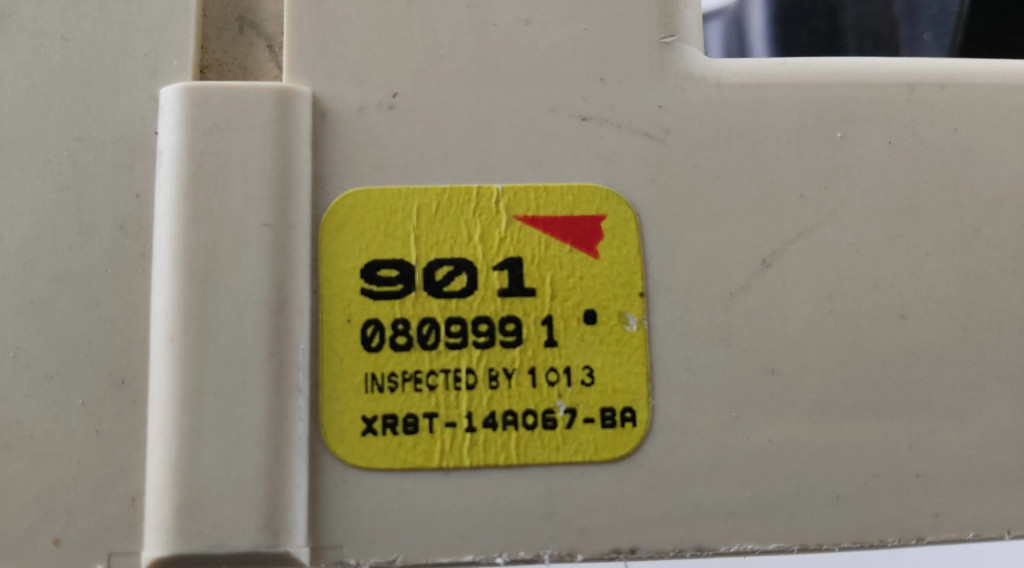 901
080999 1
INSPECTED BY 1013
XR8T-14A067-BA